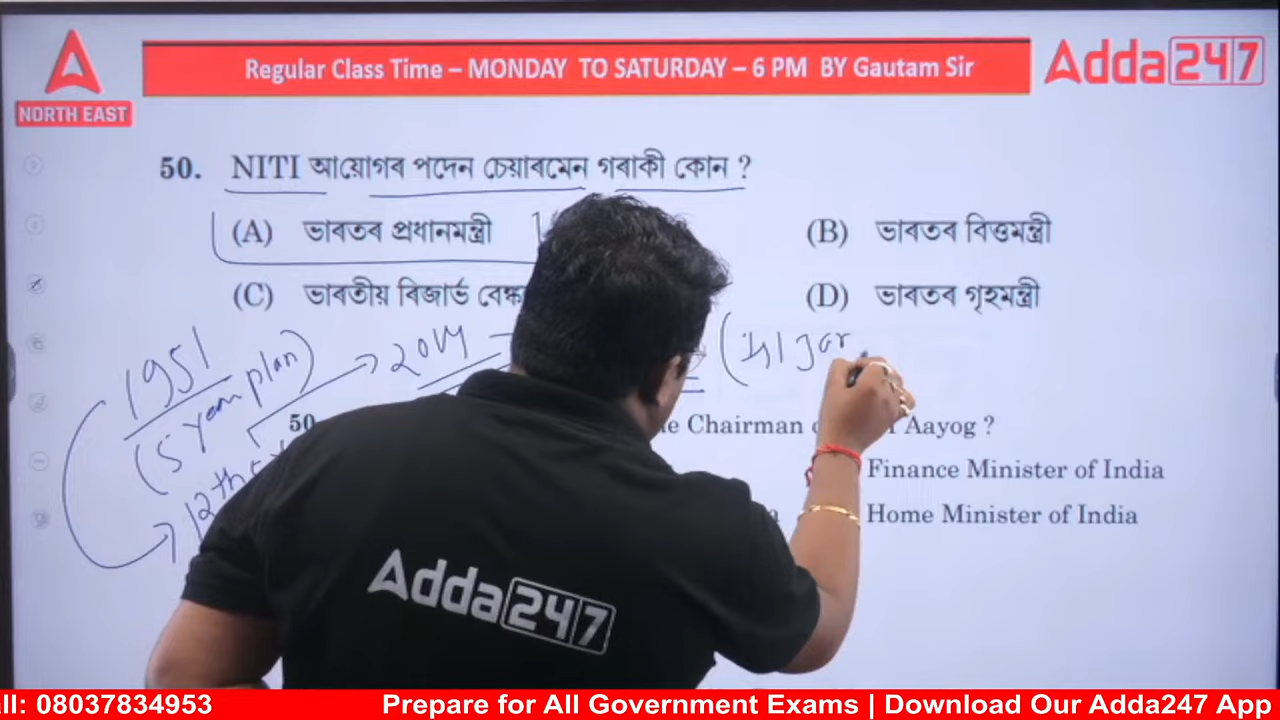 Regular Class Time – MONDAY TO SATURDAY – 6 PM BY Gautam Sir
Adda247
NORTH EAST
50. NITI আয়োগৰ পদেন চেয়াৰমেন গৰাকী কোন ?
(A) ভাৰতৰ প্ৰধানমন্ত্ৰী
(B) ভাৰতৰ বিত্তমন্ত্ৰী
(C) ভাৰতীয় ৰিজাৰ্ভ বেঙ্ক
(D) ভাৰতৰ গৃহমন্ত্ৰী
1951
(5 year plan)
2014
12th
50
Chairman
Aayog ?
Finance Minister of India
Home Minister of India
Adda247
all: 08037834953 Prepare for All Government Exams | Download Our Adda247 App